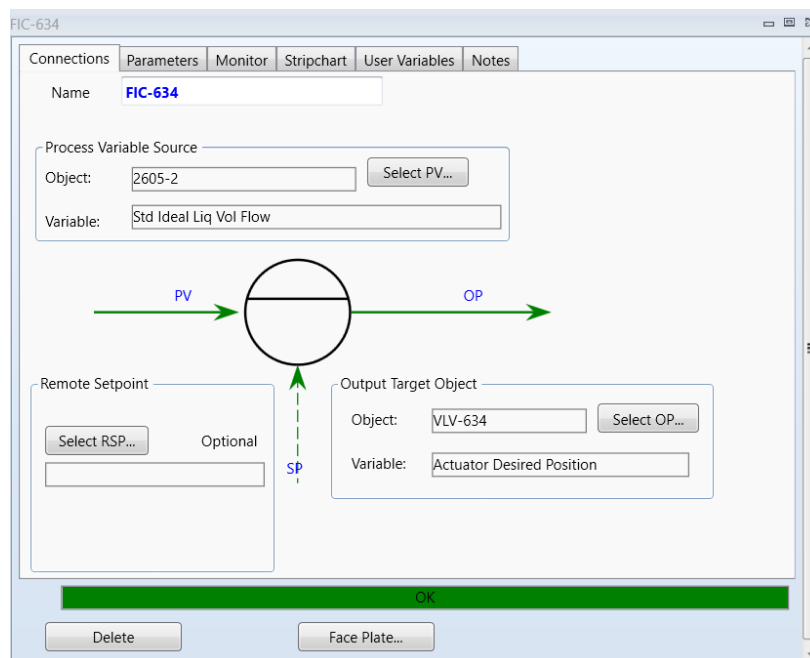 FIC-634
Connections Parameters Monitor Stripchart User Variables Notes
Name FIC-634
Process Variable Source
Object: 2605-2 Select PV...
Variable: Std Ideal Liq Vol Flow
PV OP
Remote Setpoint
Select RSP... Optional
SP
Output Target Object
Object: VLV-634 Select OP...
Variable: Actuator Desired Position
OK
Delete Face Plate...